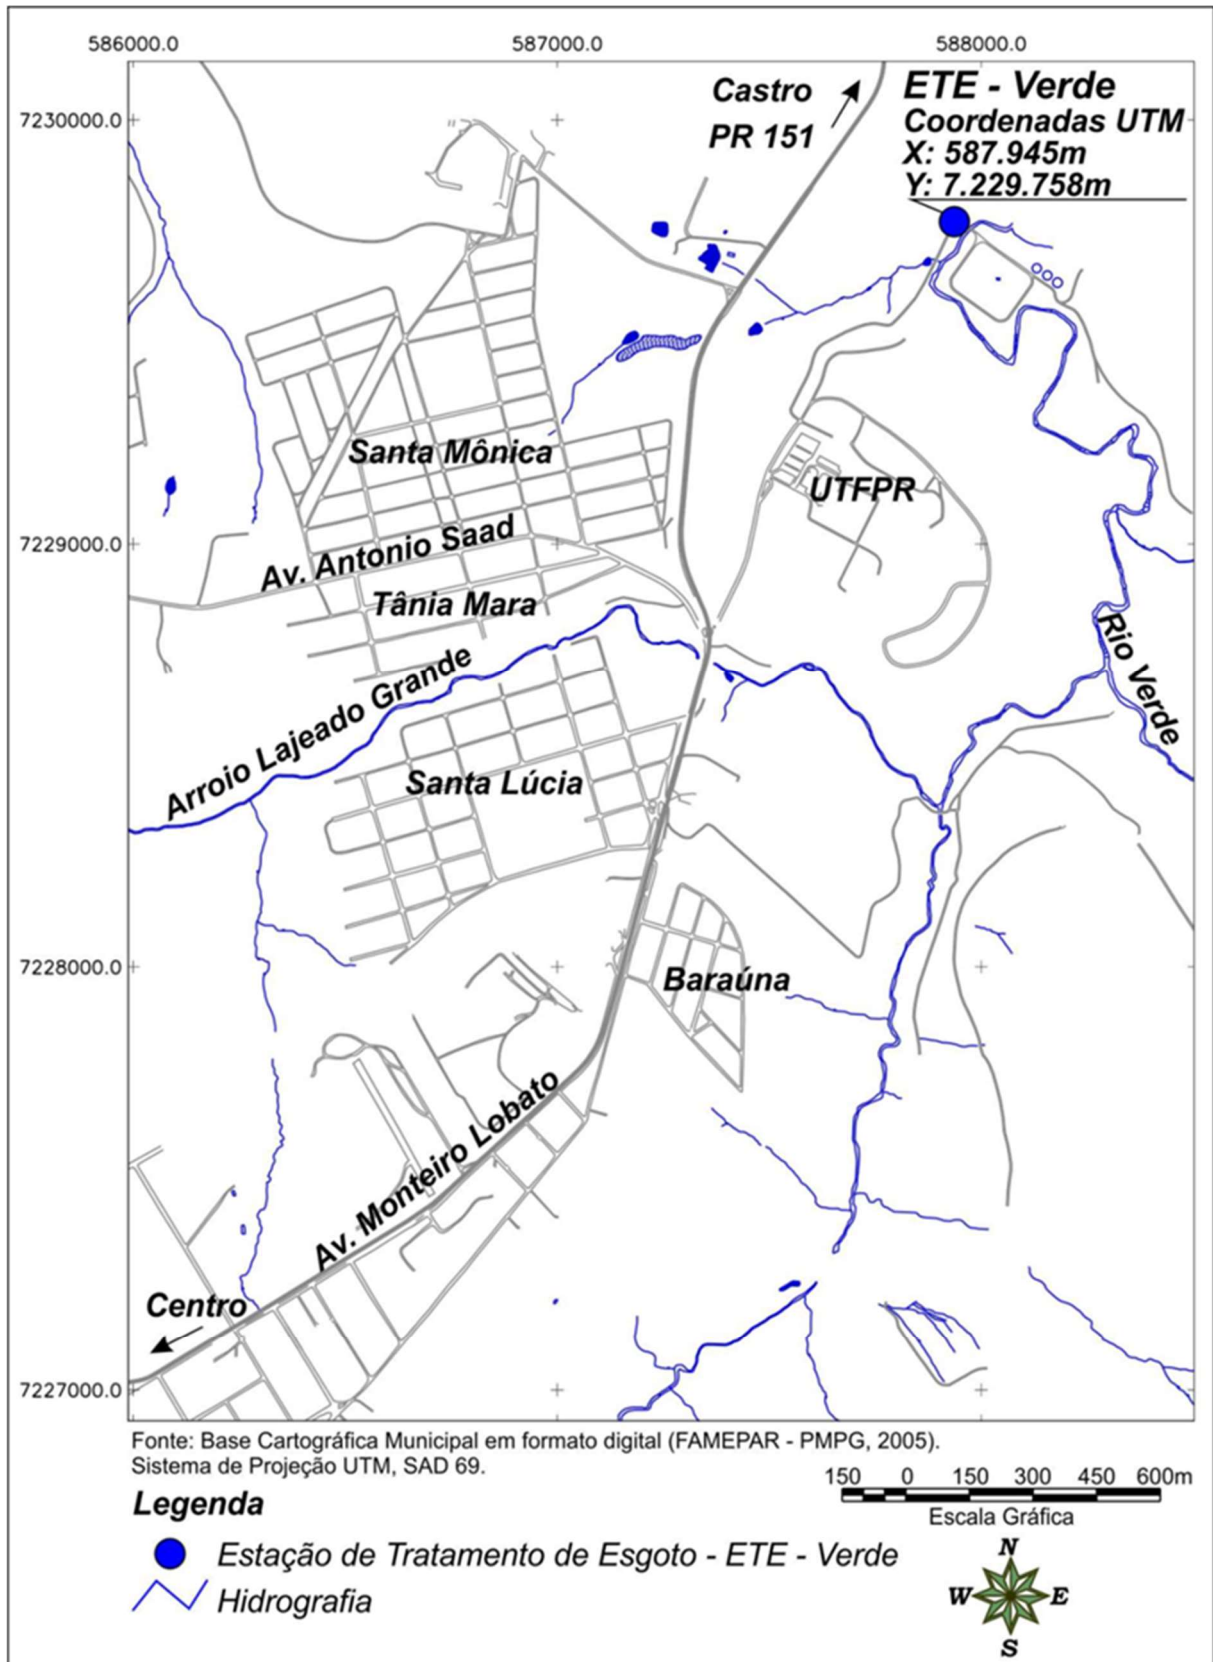 586000.0
587000.0
588000.0
7230000.0
7229000.0
7228000.0
7227000.0
Castro
PR 151
ETE - Verde
Coordenadas UTM
X: 587.945m
Y: 7.229.758m
Santa Mônica
UTFPR
Av. Antonio Saad
Tânia Mara
Rio Verde
Arroio Lajeado Grande
Santa Lúcia
Baraúna
Av. Monteiro Lobato
Centro
Fonte: Base Cartográfica Municipal em formato digital (FAMEPAR - PMPG, 2005).
Sistema de Projeção UTM, SAD 69.
150 0 150 300 450 600m
Escala Gráfica
Legenda
Estação de Tratamento de Esgoto - ETE - Verde
Hidrografia
N
W E
S